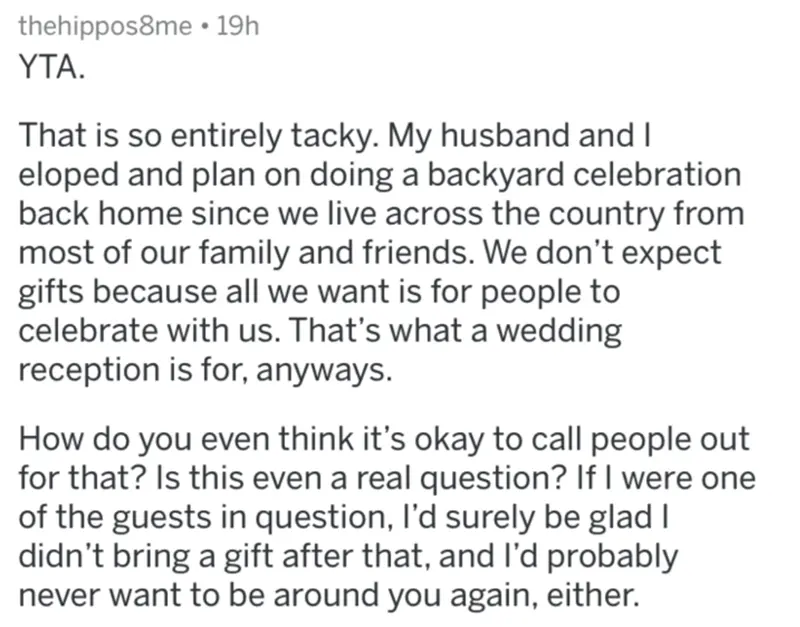 thehippos8me • 19h
YTA.
That is so entirely tacky. My husband and I
eloped and plan on doing a backyard celebration
back home since we live across the country from
most of our family and friends. We don't expect
gifts because all we want is for people to
celebrate with us. That's what a wedding
reception is for, anyways.
How do you even think it's okay to call people out
for that? Is this even a real question? If I were one
of the guests in question, I'd surely be glad I
didn't bring a gift after that, and I'd probably
never want to be around you again, either.